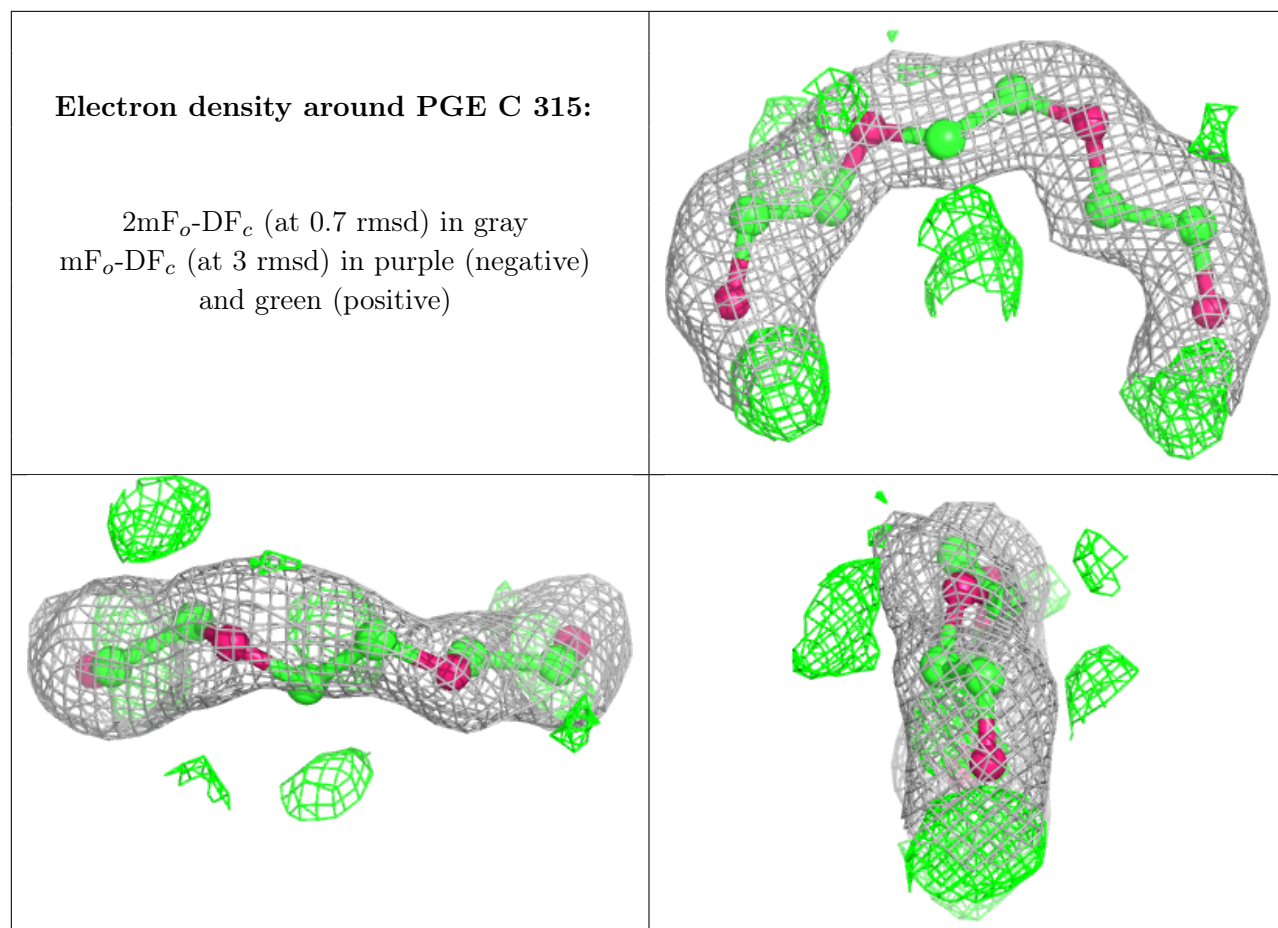 Electron density around PGE C 315:
2mFₒ-DF𝒸 (at 0.7 rmsd) in gray
mFₒ-DF𝒸 (at 3 rmsd) in purple (negative)
and green (positive)